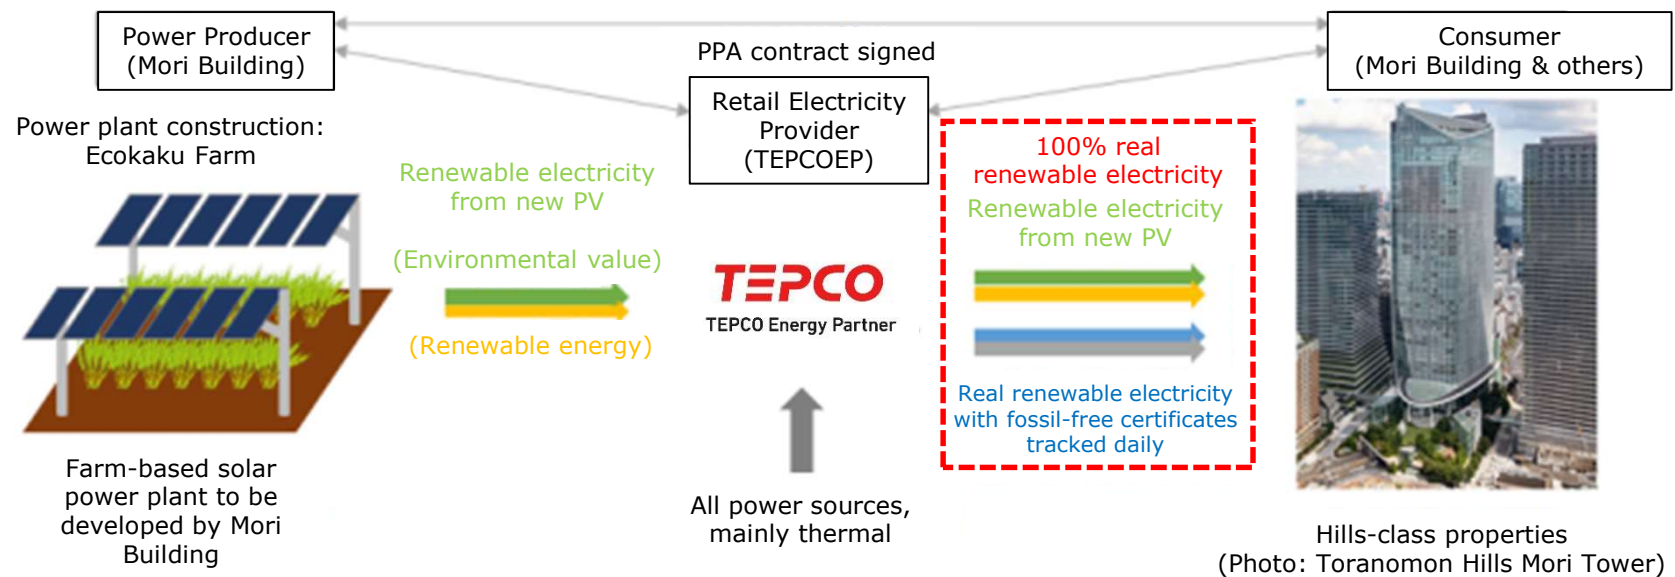 Power Producer
(Mori Building)
PPA contract signed
Consumer
(Mori Building & others)
Retail Electricity
Provider
(TEPCOEP)
Power plant construction:
Ecokaku Farm
Renewable electricity
from new PV
(Environmental value)
(Renewable energy)
TEPCO
TEPCO Energy Partner
100% real
renewable electricity
Renewable electricity
from new PV
Real renewable electricity
with fossil-free certificates
tracked daily
Farm-based solar
power plant to be
developed by Mori
Building
All power sources,
mainly thermal
Hills-class properties
(Photo: Toranomon Hills Mori Tower)